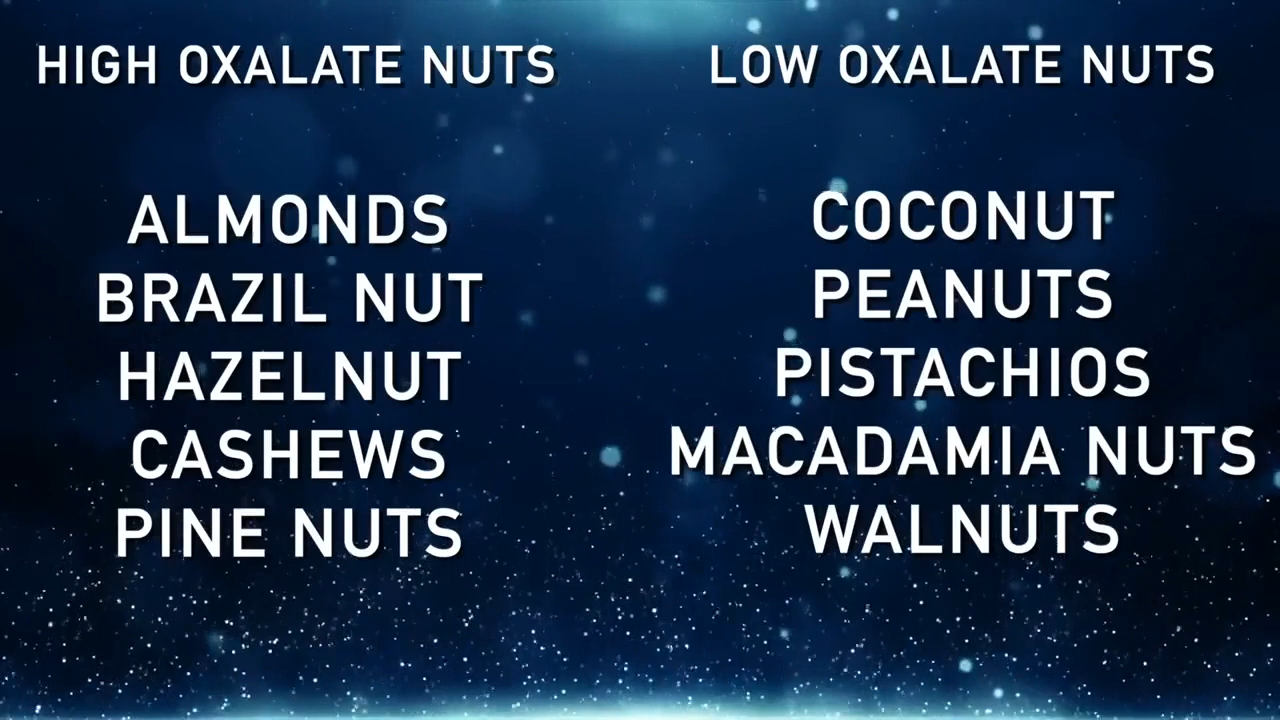 HIGH OXALATE NUTS
ALMONDS
BRAZIL NUT
HAZELNUT
CASHEWS
PINE NUTS
LOW OXALATE NUTS
COCONUT
PEANUTS
PISTACHIOS
MACADAMIA NUTS
WALNUTS